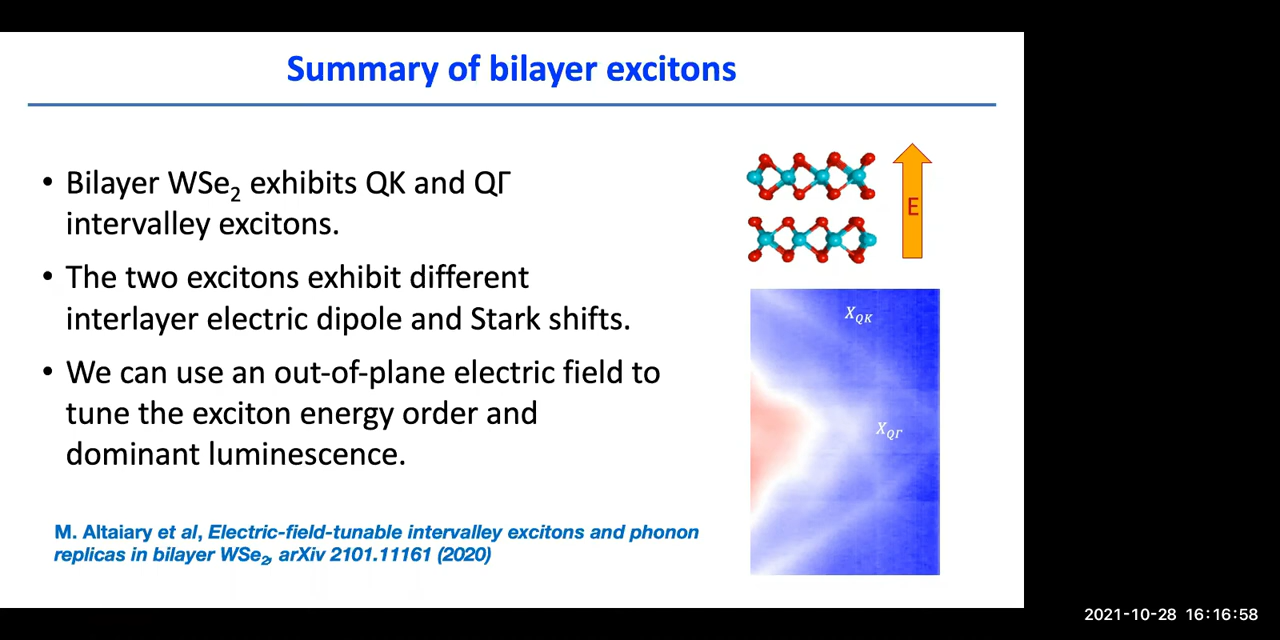 Summary of bilayer excitons
• Bilayer WSe₂ exhibits QK and QΓ
intervalley excitons.
• The two excitons exhibit different
interlayer electric dipole and Stark shifts.
• We can use an out-of-plane electric field to
tune the exciton energy order and
dominant luminescence.
M. Altaiary et al, Electric-field-tunable intervalley excitons and phonon
replicas in bilayer WSe₂, arXiv 2101.11161 (2020)
E
X_QK
X_QΓ
2021-10-28 16:16:58